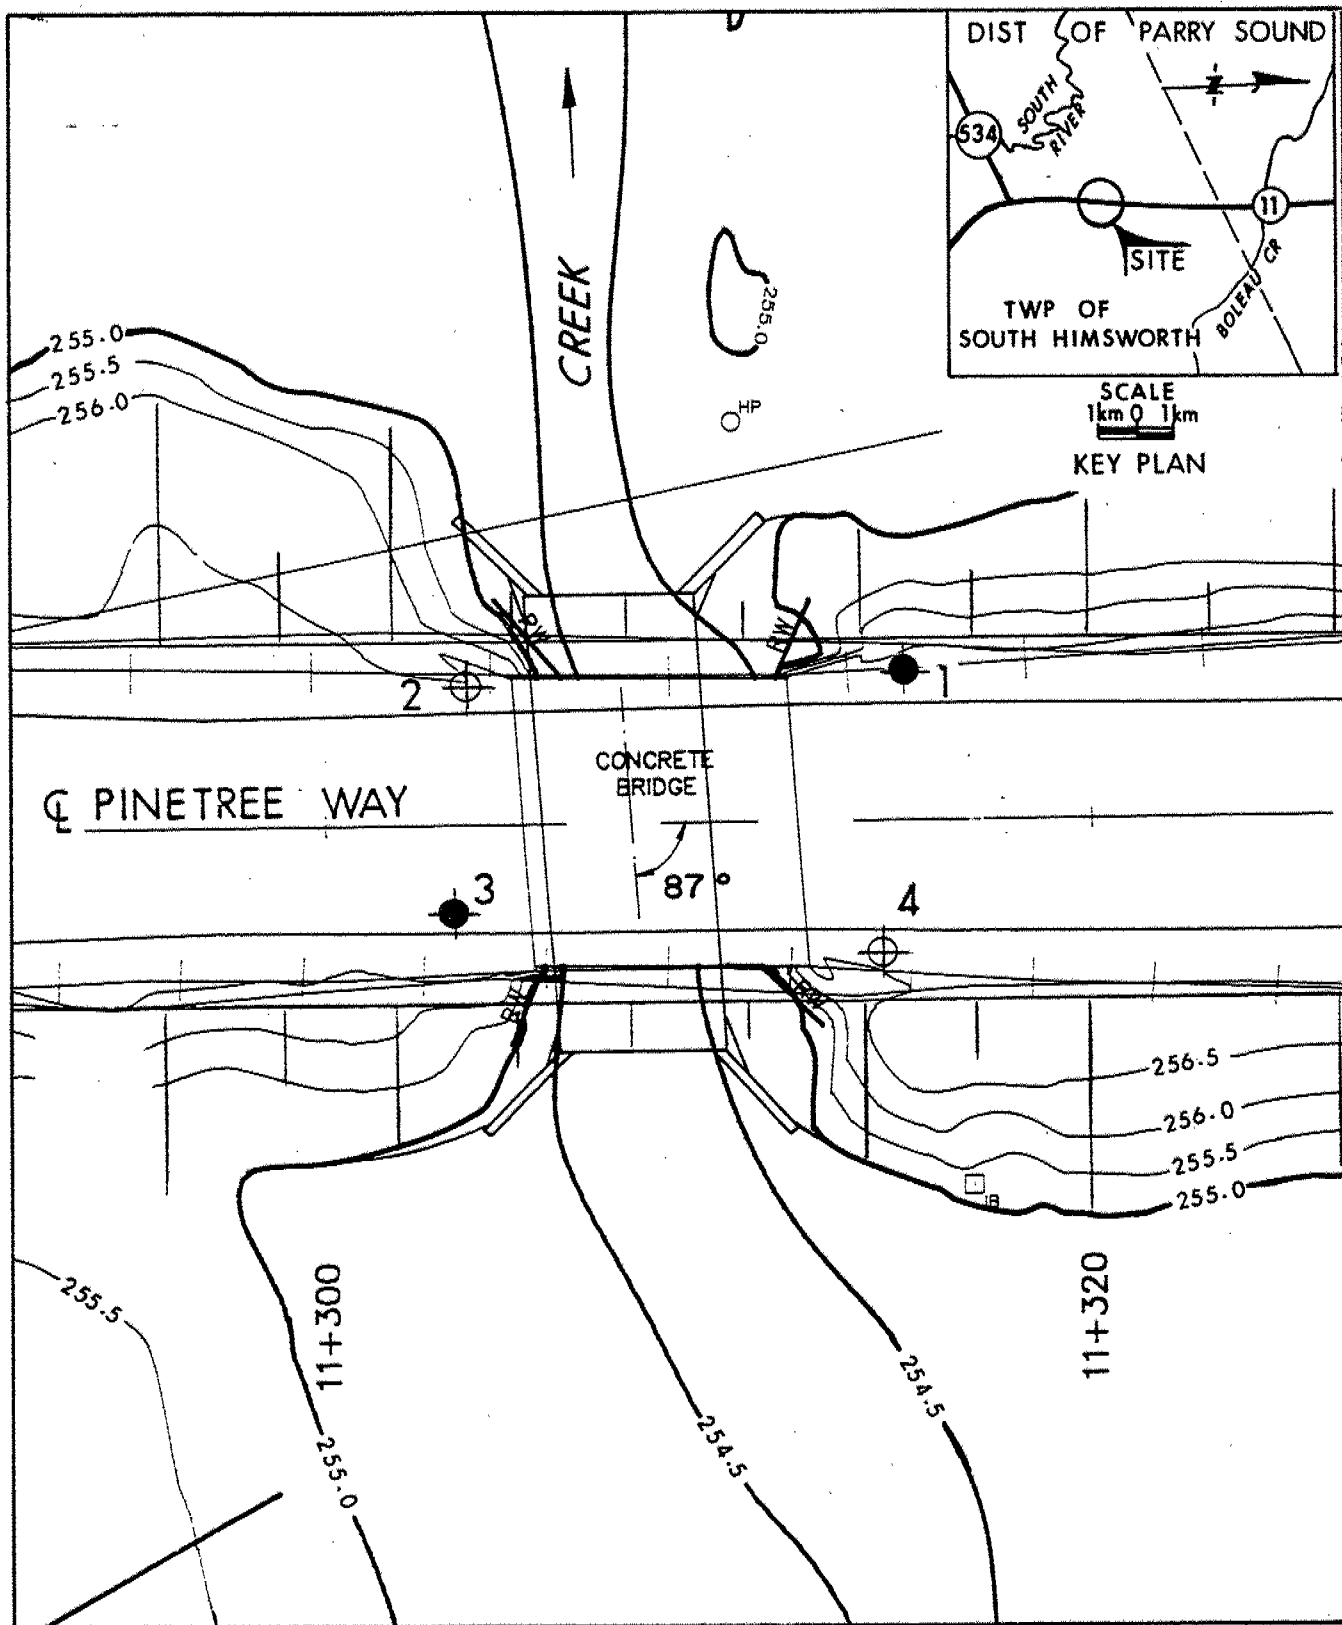 DIST OF PARRY SOUND
N
SOUTH
RIVER
534
11
SITE
BOLEAU CR
TWP OF
SOUTH HIMSWORTH
SCALE
1km 0 1km
KEY PLAN
CREEK
255.0
255.0
255.5
256.0
HP
RW
RW
2
1
CONCRETE
BRIDGE
℄ PINETREE WAY
87°
3
4
RW
RW
256.5
256.0
255.5
255.0
IB
255.5
11+300
11+320
255.0
254.5
254.5